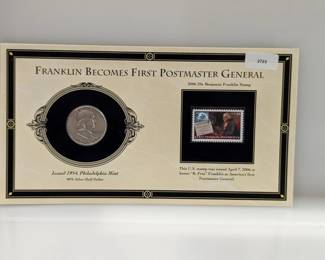 FRANKLIN BECOMES FIRST POSTMASTER GENERAL
2006 39¢ Benjamin Franklin Stamp
Issued 1954, Philadelphia Mint
90% Silver Half Dollar
This U.S. stamp was issued April 7, 2006, to
honor "B. Free" Franklin as America's first
Postmaster General.